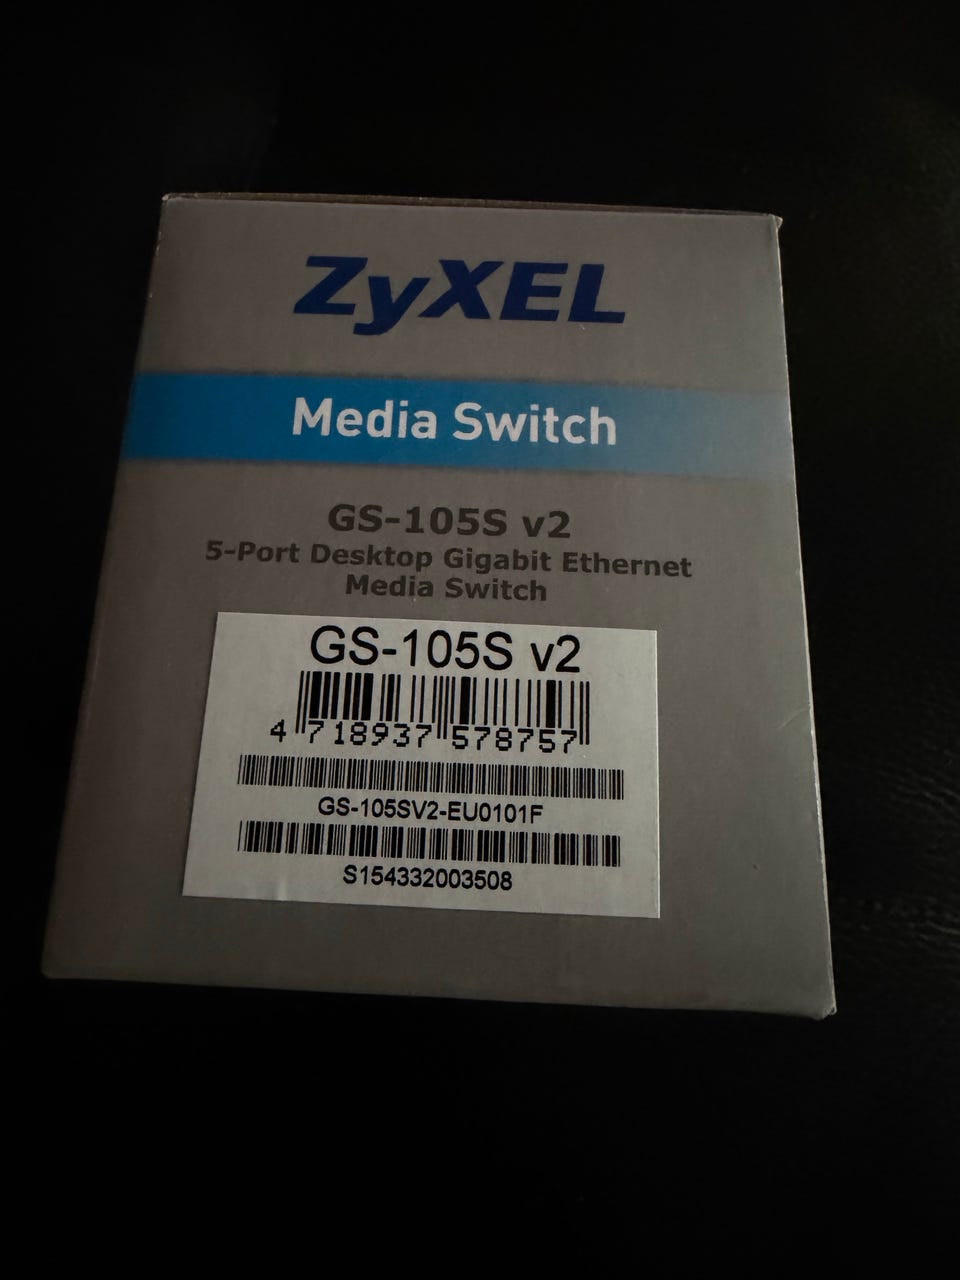 ZyXEL
Media Switch
GS-105S v2
5-Port Desktop Gigabit Ethernet
Media Switch
GS-105S v2
4 718937 578757
GS-105SV2-EU0101F
S154332003508